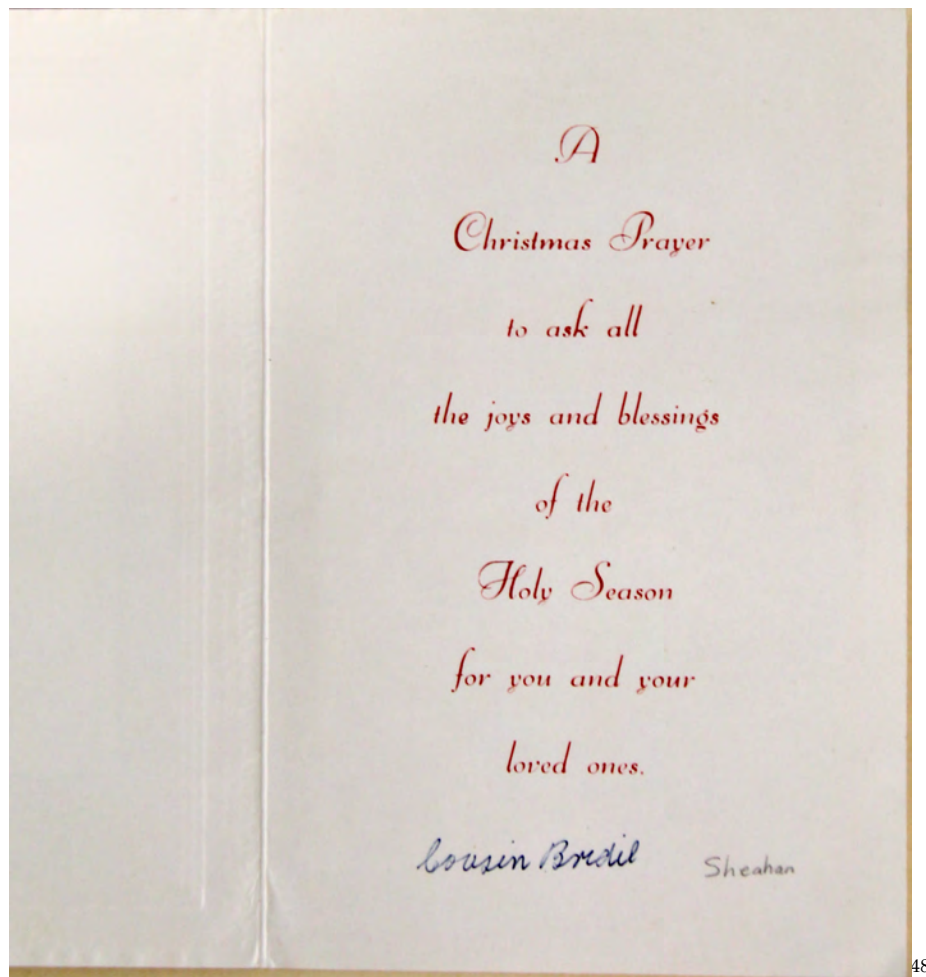 A
Christmas Prayer
to ask all
the joys and blessings
of the
Holy Season
for you and your
loved ones.
Cousin Bridie Sheahan
48